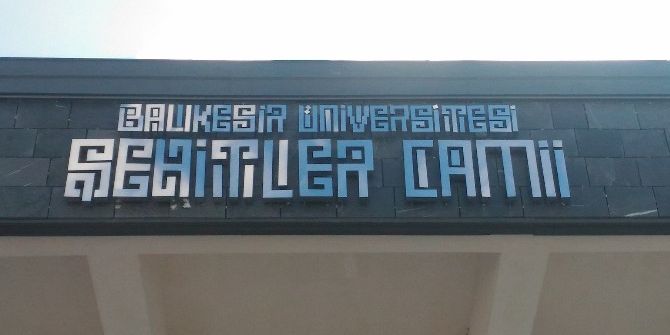 BALIKESİR ÜNİVERSİTESİ
ŞEHİTLER CAMİİ